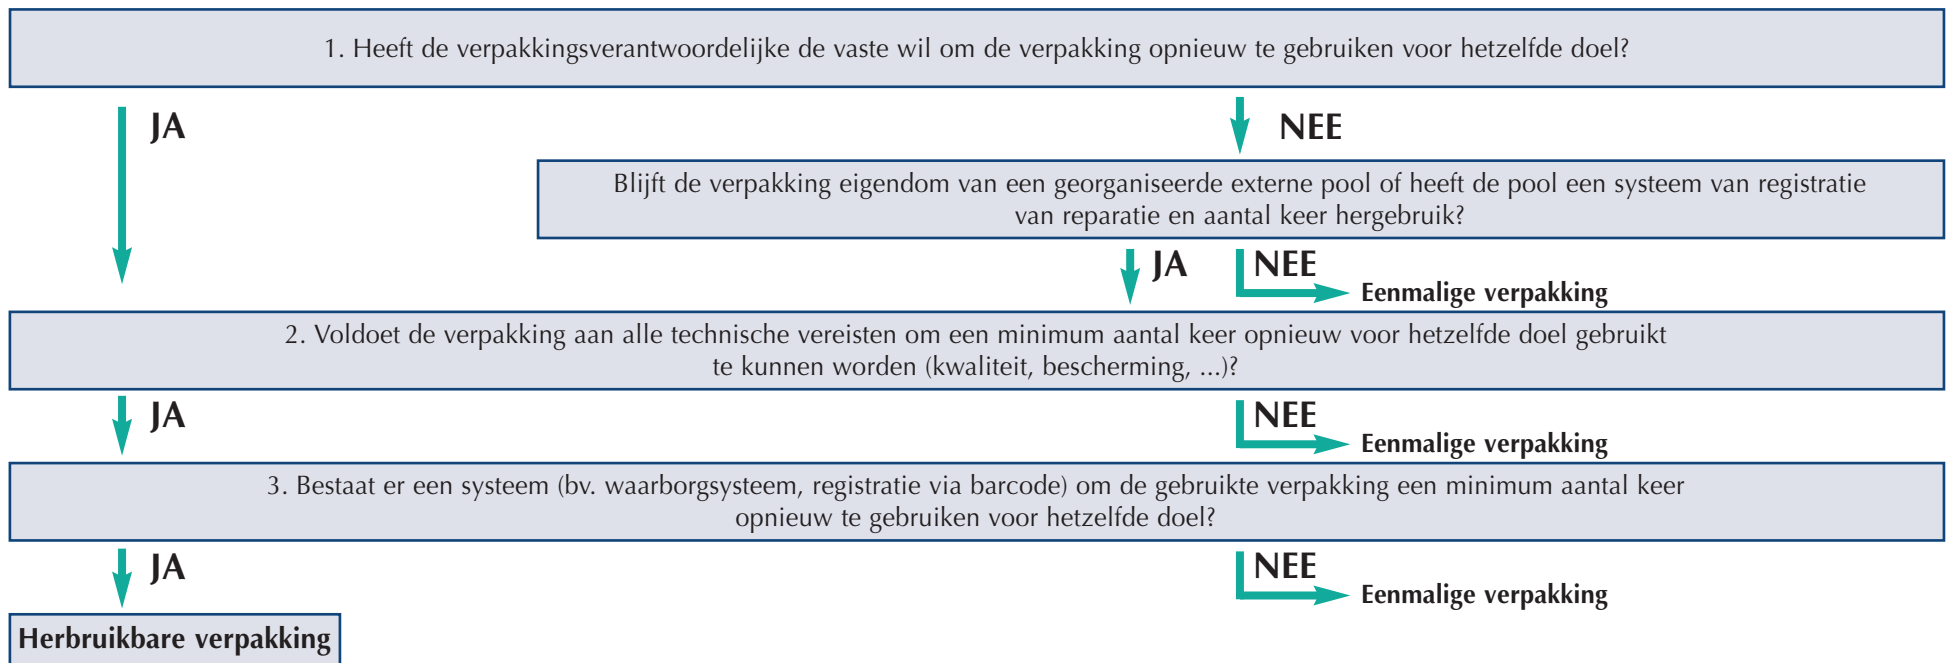 1. Heeft de verpakkingsverantwoordelijke de vaste wil om de verpakking opnieuw te gebruiken voor hetzelfde doel?
JA
NEE
Blijft de verpakking eigendom van een georganiseerde externe pool of heeft de pool een systeem van registratie
van reparatie en aantal keer hergebruik?
JA
NEE
Eenmalige verpakking
2. Voldoet de verpakking aan alle technische vereisten om een minimum aantal keer opnieuw voor hetzelfde doel gebruikt
te kunnen worden (kwaliteit, bescherming, ...)?
JA
NEE
Eenmalige verpakking
3. Bestaat er een systeem (bv. waarborgsysteem, registratie via barcode) om de gebruikte verpakking een minimum aantal keer
opnieuw te gebruiken voor hetzelfde doel?
JA
NEE
Eenmalige verpakking
Herbruikbare verpakking